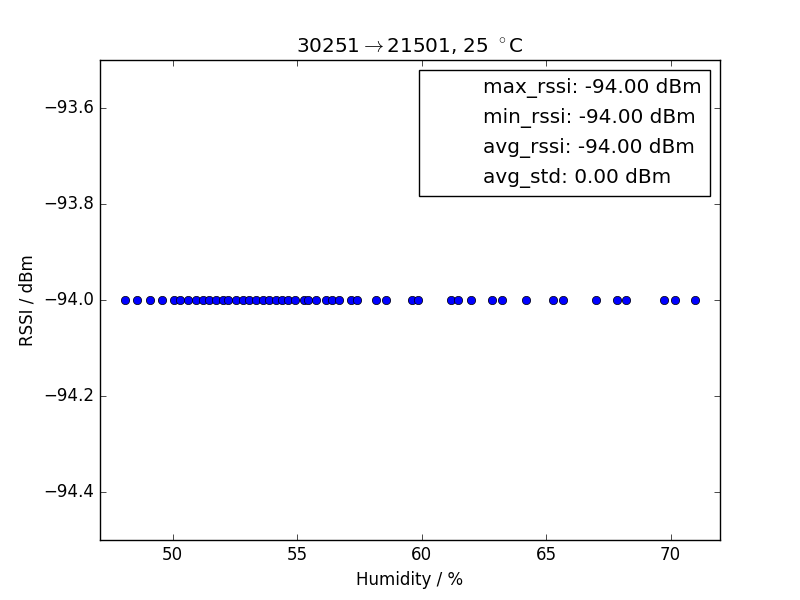 30251→21501, 25 °C
max_rssi: -94.00 dBm
min_rssi: -94.00 dBm
avg_rssi: -94.00 dBm
avg_std: 0.00 dBm
RSSI / dBm
−93.6
−93.8
−94.0
−94.2
−94.4
50 55 60 65 70
Humidity / %